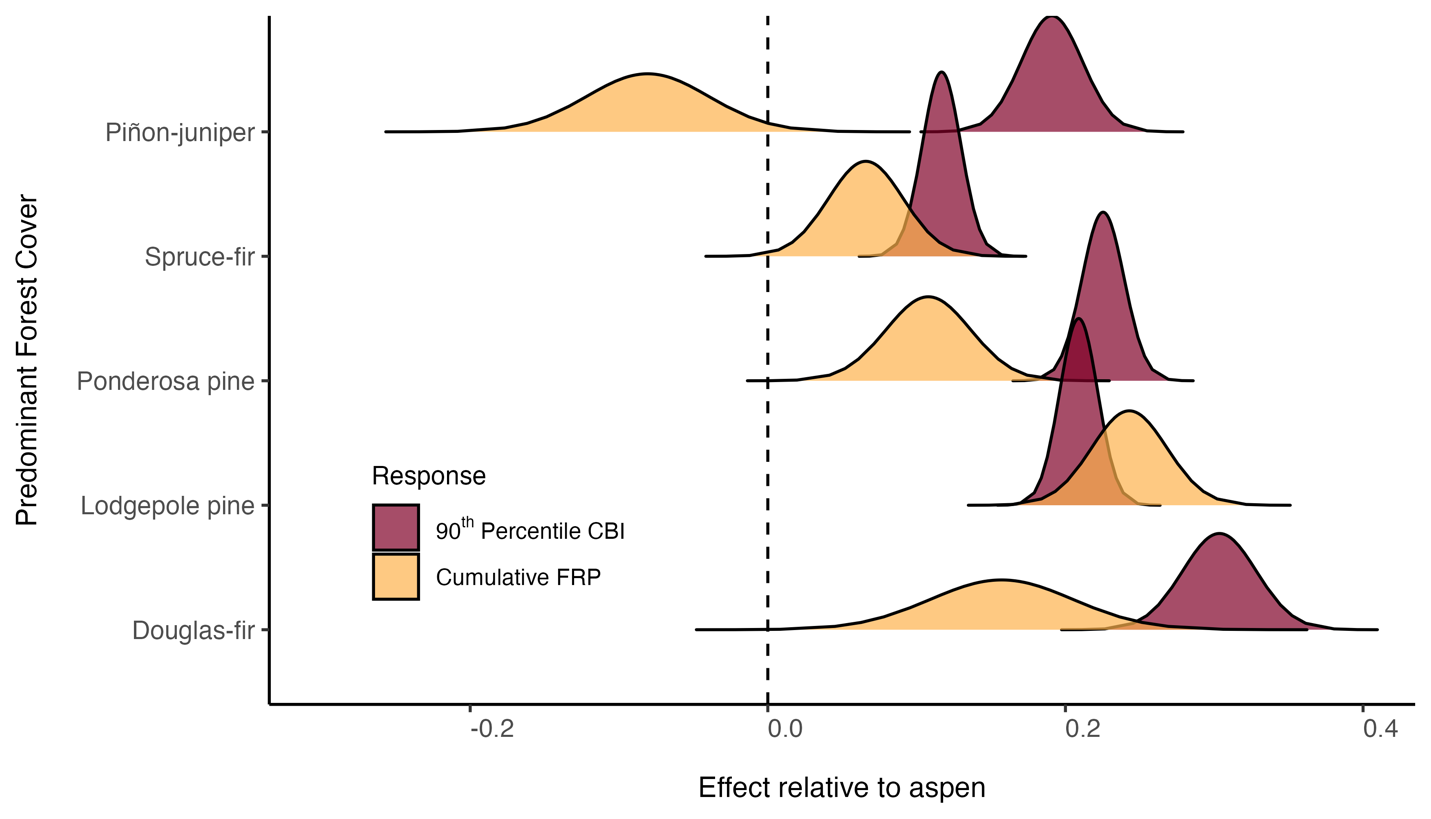 Predominant Forest Cover
Piñon-juniper
Spruce-fir
Ponderosa pine
Lodgepole pine
Douglas-fir
Response
90th Percentile CBI
Cumulative FRP
-0.2
0.0
0.2
0.4
Effect relative to aspen